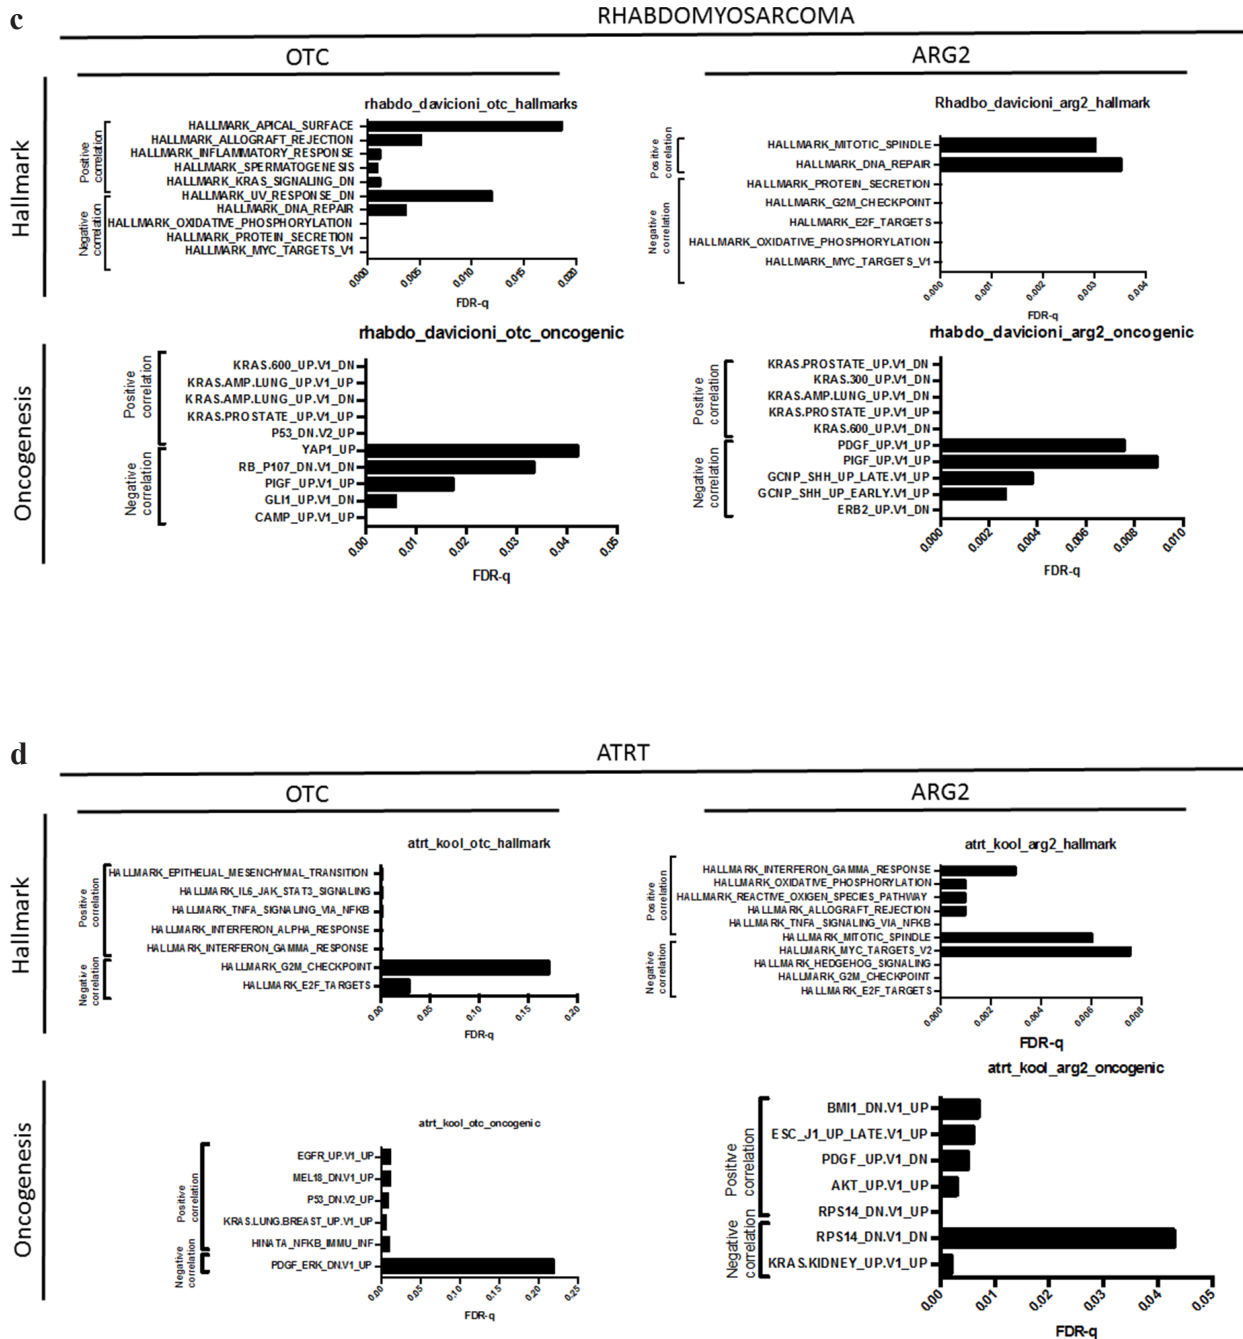 c
RHABDOMYOSARCOMA
OTC
ARG2
Hallmark
rhabdo_davicioni_otc_hallmarks
Positive correlation
Negative correlation
HALLMARK_APICAL_SURFACE
HALLMARK_ALLOGRAFT_REJECTION
HALLMARK_INFLAMMATORY_RESPONSE
HALLMARK_SPERMATOGENESIS
HALLMARK_KRAS_SIGNALING_DN
HALLMARK_UV_RESPONSE_DN
HALLMARK_DNA_REPAIR
HALLMARK_OXIDATIVE_PHOSPHORYLATION
HALLMARK_PROTEIN_SECRETION
HALLMARK_MYC_TARGETS_V1
0.000 0.005 0.010 0.015 0.020
FDR-q
Rhadbo_davicioni_arg2_hallmark
Positive correlation
Negative correlation
HALLMARK_MITOTIC_SPINDLE
HALLMARK_DNA_REPAIR
HALLMARK_PROTEIN_SECRETION
HALLMARK_G2M_CHECKPOINT
HALLMARK_E2F_TARGETS
HALLMARK_OXIDATIVE_PHOSPHORYLATION
HALLMARK_MYC_TARGETS_V1
0.000 0.001 0.002 0.003 0.004
FDR-q
Oncogenesis
rhabdo_davicioni_otc_oncogenic
Positive correlation
Negative correlation
KRAS.600_UP.V1_DN
KRAS.AMP.LUNG_UP.V1_UP
KRAS.AMP.LUNG_UP.V1_DN
KRAS.PROSTATE_UP.V1_UP
P53_DN.V2_UP
YAP1_UP
RB_P107_DN.V1_DN
PIGF_UP.V1_UP
GLI1_UP.V1_DN
CAMP_UP.V1_UP
0.00 0.01 0.02 0.03 0.04 0.05
FDR-q
rhabdo_davicioni_arg2_oncogenic
Positive correlation
Negative correlation
KRAS.PROSTATE_UP.V1_DN
KRAS.300_UP.V1_DN
KRAS.AMP.LUNG_UP.V1_DN
KRAS.PROSTATE_UP.V1_UP
KRAS.600_UP.V1_DN
PDGF_UP.V1_UP
PIGF_UP.V1_UP
GCNP_SHH_UP_LATE.V1_UP
GCNP_SHH_UP_EARLY.V1_UP
ERB2_UP.V1_DN
0.000 0.002 0.004 0.006 0.008 0.010
FDR-q
d
ATRT
OTC
ARG2
Hallmark
atrt_kool_otc_hallmark
Positive correlation
Negative correlation
HALLMARK_EPITHELIAL_MESENCHYMAL_TRANSITION
HALLMARK_IL6_JAK_STAT3_SIGNALING
HALLMARK_TNFA_SIGNALING_VIA_NFKB
HALLMARK_INTERFERON_ALPHA_RESPONSE
HALLMARK_INTERFERON_GAMMA_RESPONSE
HALLMARK_G2M_CHECKPOINT
HALLMARK_E2F_TARGETS
0.00 0.05 0.10 0.15 0.20
FDR-q
atrt_kool_arg2_hallmark
Positive correlation
Negative correlation
HALLMARK_INTERFERON_GAMMA_RESPONSE
HALLMARK_OXIDATIVE_PHOSPHORYLATION
HALLMARK_REACTIVE_OXIGEN_SPECIES_PATHWAY
HALLMARK_ALLOGRAFT_REJECTION
HALLMARK_TNFA_SIGNALING_VIA_NFKB
HALLMARK_MITOTIC_SPINDLE
HALLMARK_MYC_TARGETS_V2
HALLMARK_HEDGEHOG_SIGNALING
HALLMARK_G2M_CHECKPOINT
HALLMARK_E2F_TARGETS
0.000 0.002 0.004 0.006 0.008
FDR-q
Oncogenesis
atrt_kool_otc_oncogenic
Positive correlation
Negative correlation
EGFR_UP.V1_UP
MEL18_DN.V1_UP
P53_DN.V2_UP
KRAS.LUNG.BREAST_UP.V1_UP
HINATA_NFKB_IMMU_INF
PDGF_ERK_DN.V1_UP
0.00 0.05 0.10 0.15 0.20 0.25
FDR-q
atrt_kool_arg2_oncogenic
Positive correlation
Negative correlation
BMI1_DN.V1_UP
ESC_J1_UP_LATE.V1_UP
PDGF_UP.V1_DN
AKT_UP.V1_UP
RPS14_DN.V1_UP
RPS14_DN.V1_DN
KRAS.KIDNEY_UP.V1_UP
0.00 0.01 0.02 0.03 0.04 0.05
FDR-q